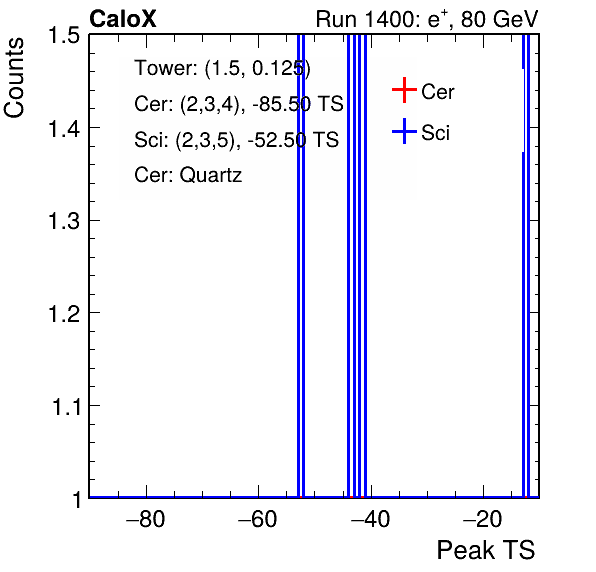 CaloX Run 1400: e+, 80 GeV
Counts
Tower: (1.5, 0.125)
Cer: (2,3,4), -85.50 TS
Sci: (2,3,5), -52.50 TS
Cer: Quartz
Cer
Sci
1.5
1.4
1.3
1.2
1.1
1
−80 −60 −40 −20
Peak TS